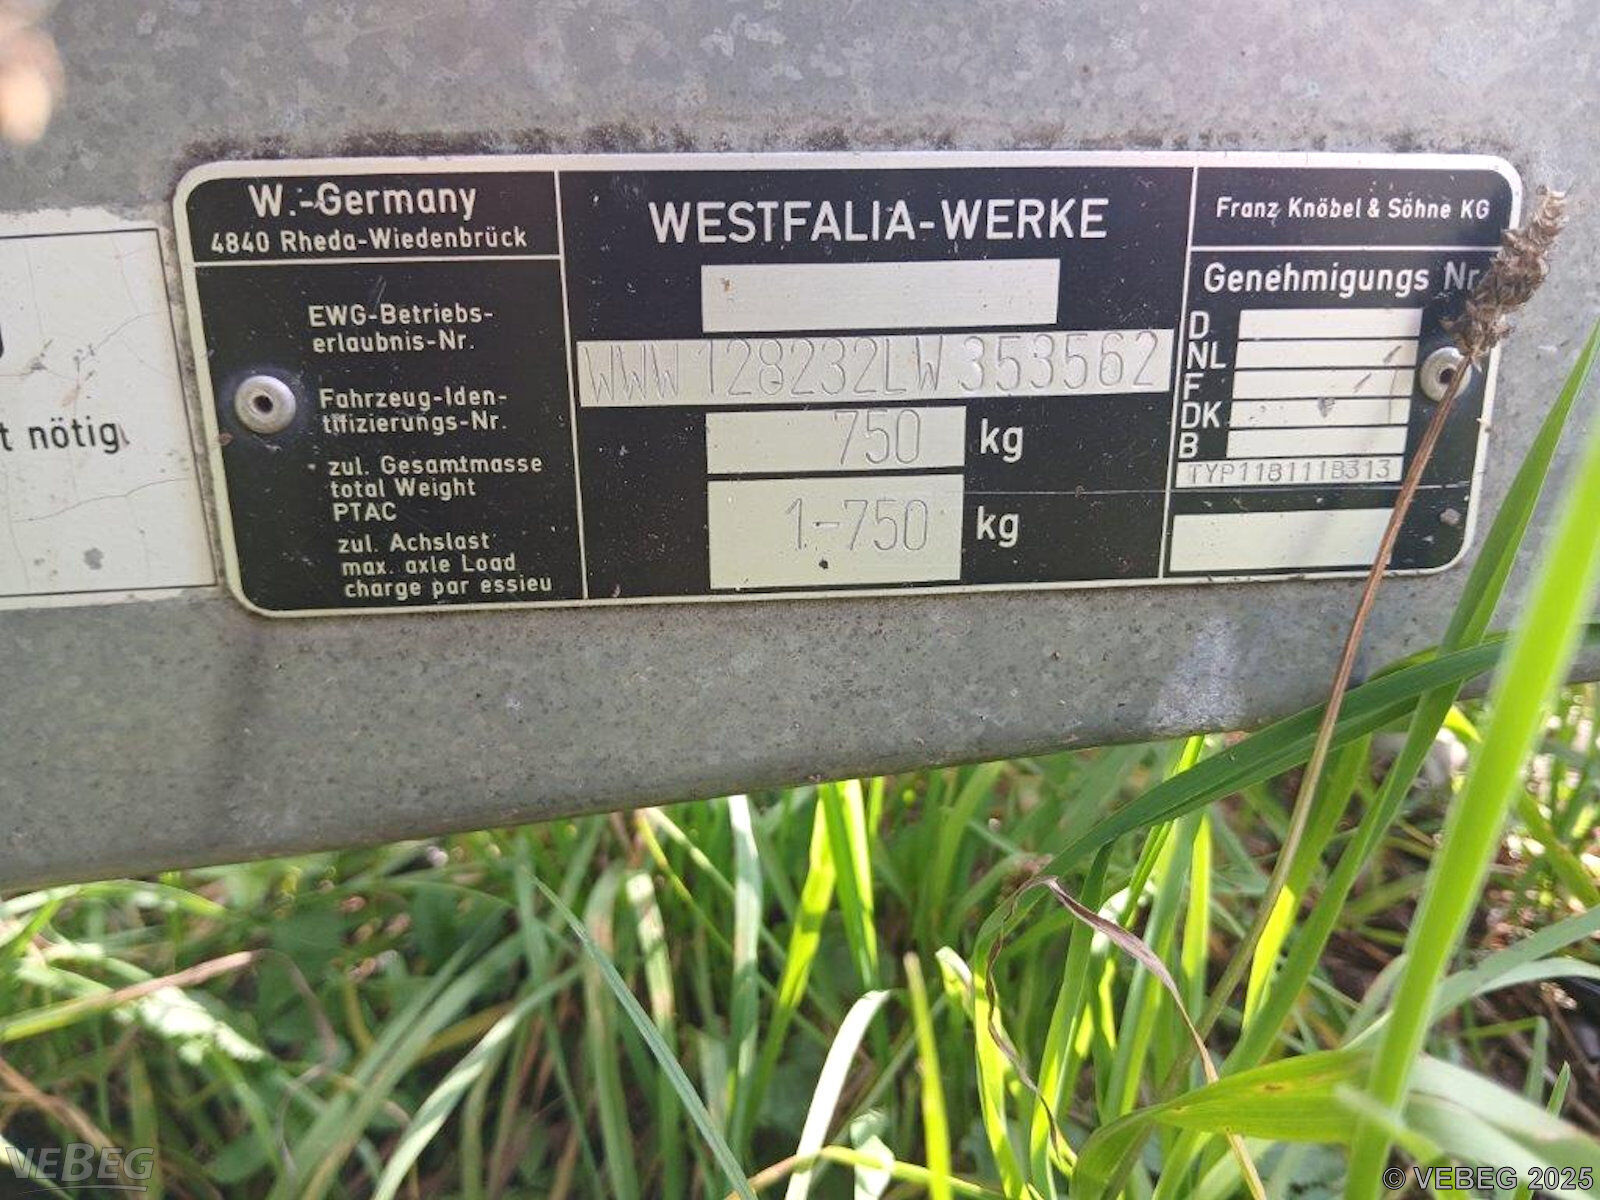 W.-Germany
4840 Rheda-Wiedenbrück
WESTFALIA-WERKE
Franz Knöbel & Söhne KG
EWG-Betriebs-
erlaubnis-Nr.
Fahrzeug-Iden-
tifizierungs-Nr.
WWW128232LW353562
zul. Gesamtmasse
total Weight
PTAC
750 kg
zul. Achslast
max. axle Load
charge par essieu
1-750 kg
Genehmigungs Nr
D
NL
F
DK
B
TYP118111B313
t nötig
VEBEG
© VEBEG 2025